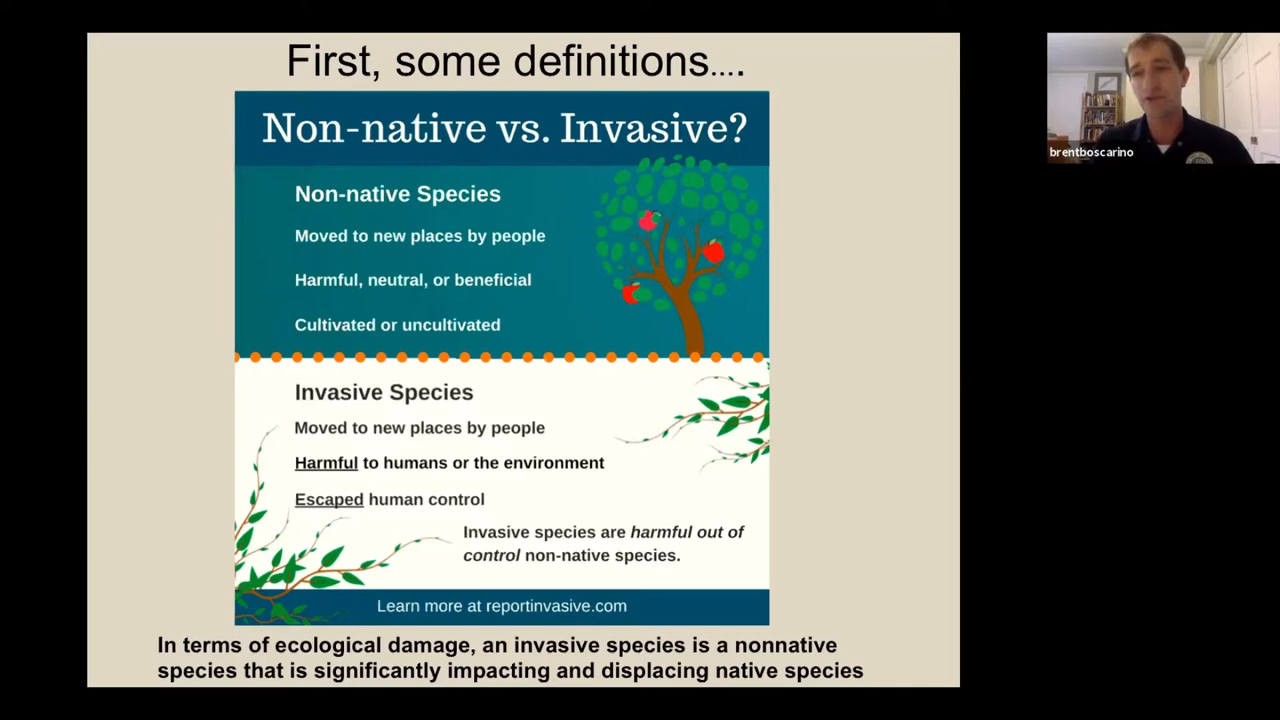 First, some definitions....
Non-native vs. Invasive?
Non-native Species
Moved to new places by people
Harmful, neutral, or beneficial
Cultivated or uncultivated
Invasive Species
Moved to new places by people
Harmful to humans or the environment
Escaped human control
Invasive species are harmful out of
control non-native species.
Learn more at reportinvasive.com
In terms of ecological damage, an invasive species is a nonnative
species that is significantly impacting and displacing native species
brentboscarino